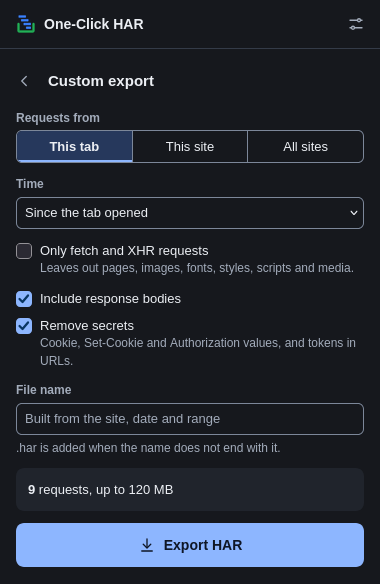 One-Click HAR
Custom export
Requests from
This tab
This site
All sites
Time
Since the tab opened
Only fetch and XHR requests
Leaves out pages, images, fonts, styles, scripts and media.
Include response bodies
Remove secrets
Cookie, Set-Cookie and Authorization values, and tokens in
URLs.
File name
Built from the site, date and range
.har is added when the name does not end with it.
9 requests, up to 120 MB
Export HAR